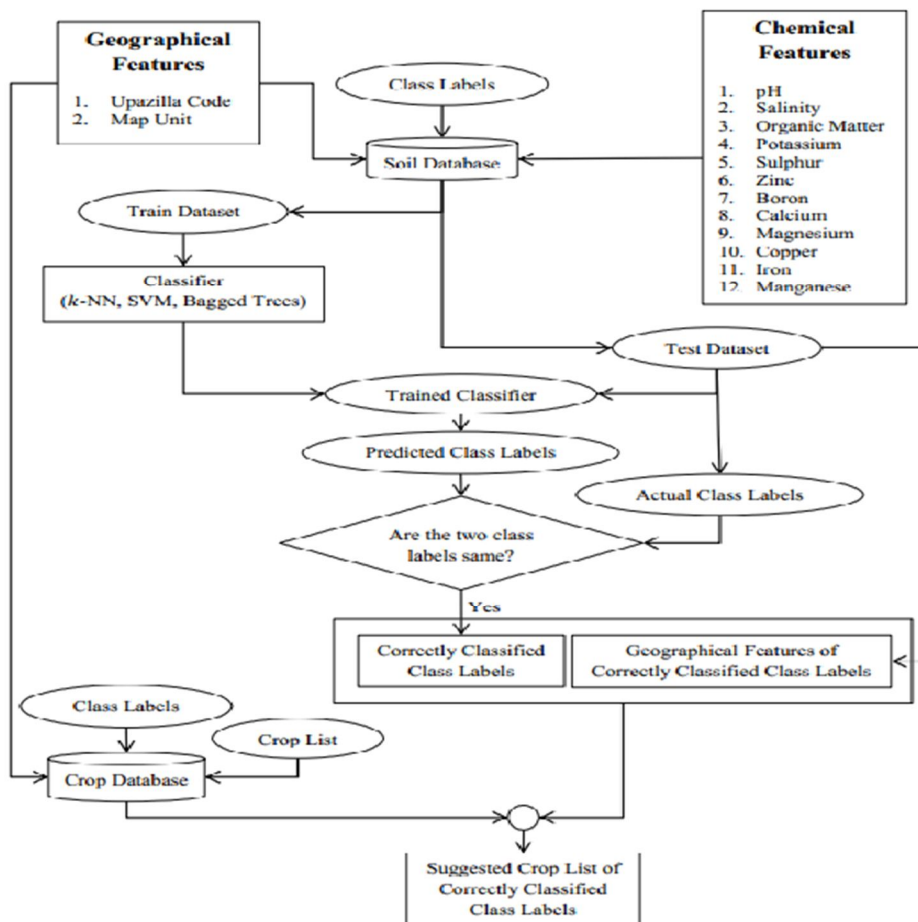 Geographical
Features
1. Upazilla Code
2. Map Unit
Class Labels
Soil Database
Chemical
Features
1. pH
2. Salinity
3. Organic Matter
4. Potassium
5. Sulphur
6. Zinc
7. Boron
8. Calcium
9. Magnesium
10. Copper
11. Iron
12. Manganese
Train Dataset
Classifier
(k-NN, SVM, Bagged Trees)
Test Dataset
Trained Classifier
Predicted Class Labels
Actual Class Labels
Are the two class
labels same?
Yes
Correctly Classified
Class Labels
Geographical Features of
Correctly Classified Class Labels
Class Labels
Crop List
Crop Database
Suggested Crop List of
Correctly Classified
Class Labels